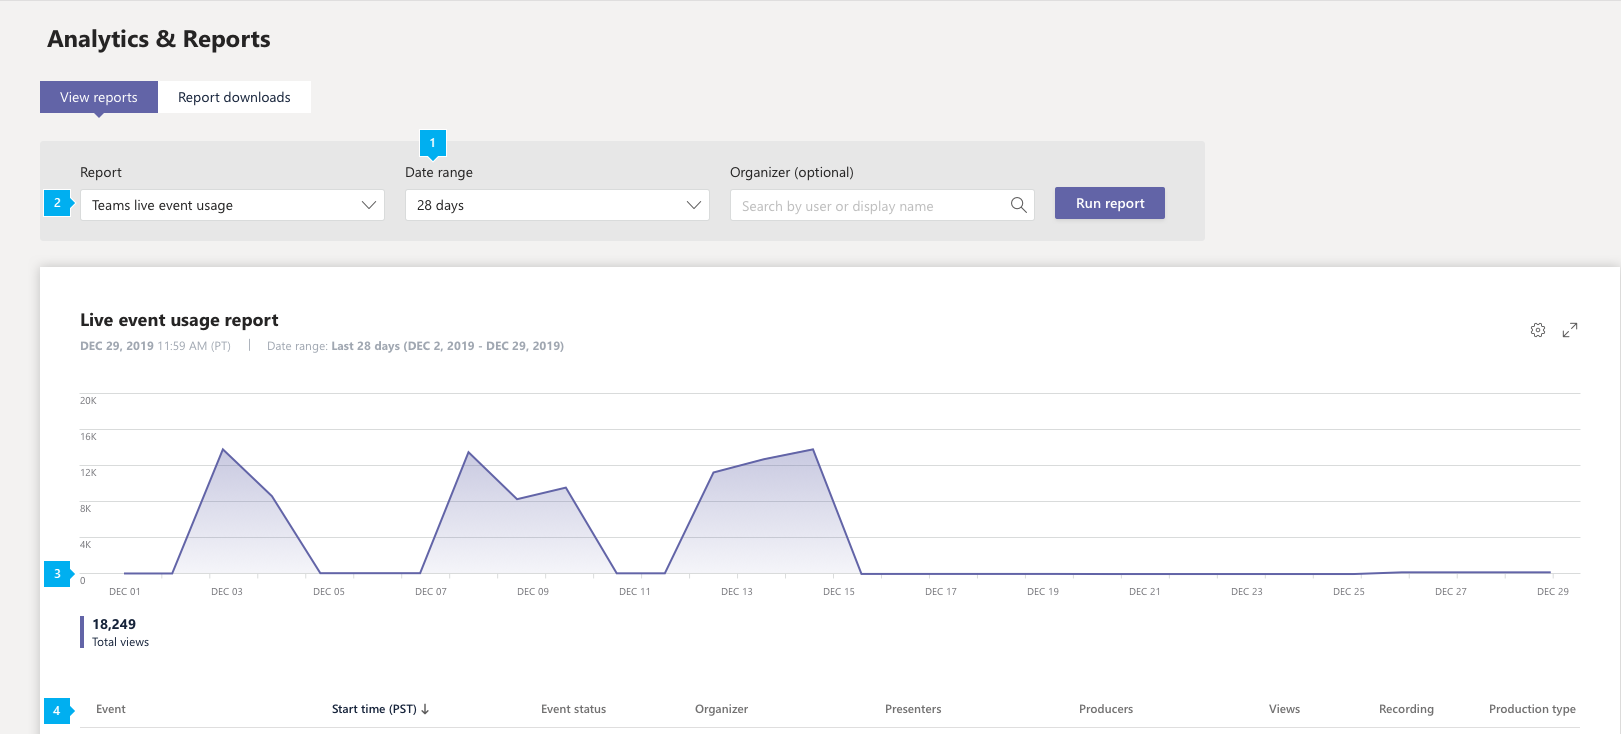 Analytics & Reports
View reports Report downloads
1
Report Date range Organizer (optional)
2 Teams live event usage 28 days Search by user or display name Run report
Live event usage report
DEC 29, 2019 11:59 AM (PT) | Date range: Last 28 days (DEC 2, 2019 - DEC 29, 2019)
20K
16K
12K
8K
4K
3
0
DEC 01 DEC 03 DEC 05 DEC 07 DEC 09 DEC 11 DEC 13 DEC 15 DEC 17 DEC 19 DEC 21 DEC 23 DEC 25 DEC 27 DEC 29
18,249
Total views
4 Event Start time (PST) ↓ Event status Organizer Presenters Producers Views Recording Production type